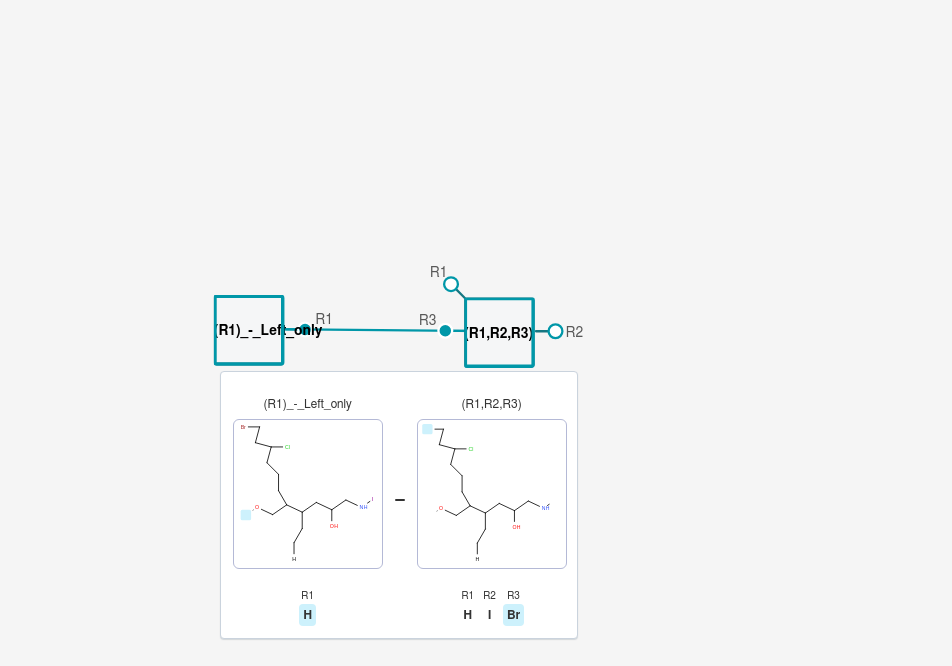 R1
R1
R3
(R1)_-_Left_only
(R1,R2,R3)
R2
(R1)_-_Left_only
(R1,R2,R3)
Br
Cl
O
NH
I
OH
H
Cl
O
NH
OH
H
R1
R1 R2 R3
H
H I Br